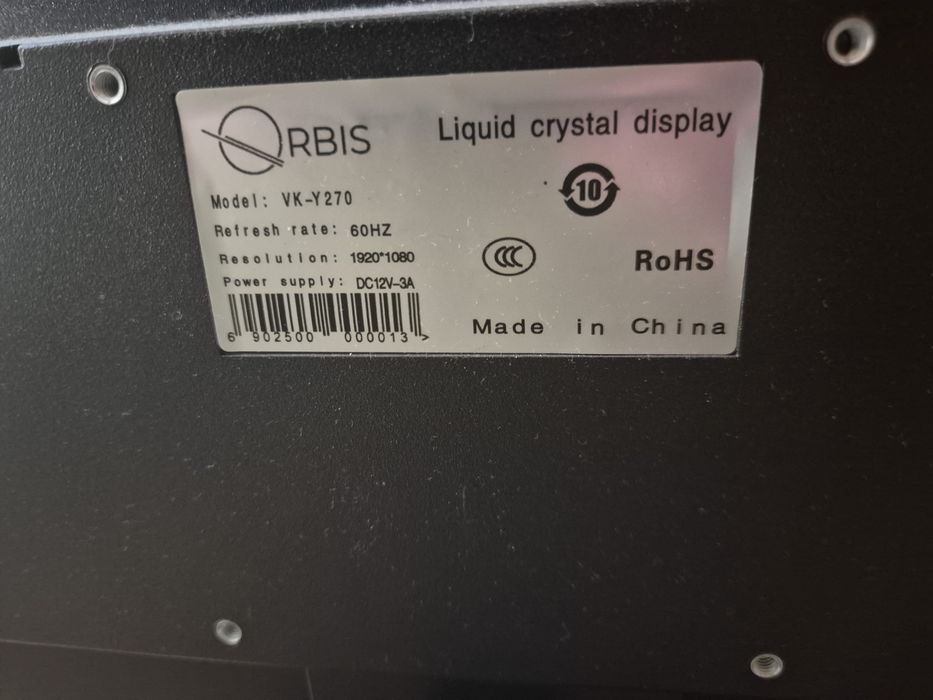 ORBIS
Liquid crystal display
Model: VK-Y270
10
Refresh rate: 60HZ
Resolution: 1920*1080
CCC
RoHS
Power supply: DC12V-3A
6 902500 000013 >
Made in China